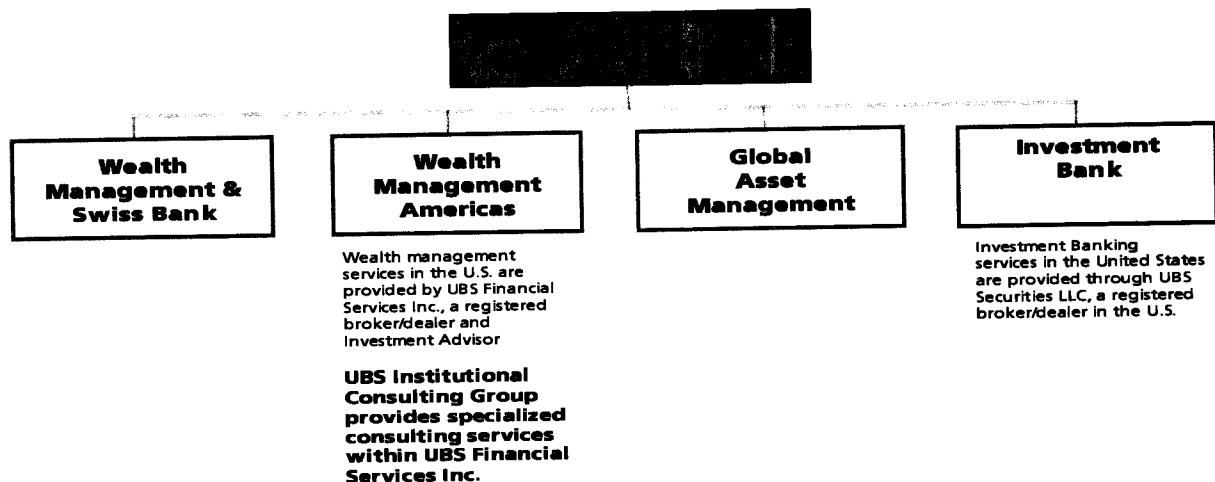 Wealth
Management &
Swiss Bank
Wealth
Management
Americas
Wealth management
services in the U.S. are
provided by UBS Financial
Services Inc., a registered
broker/dealer and
Investment Advisor
UBS Institutional
Consulting Group
provides specialized
consulting services
within UBS Financial
Services Inc.
Global
Asset
Management
Investment
Bank
Investment Banking
services in the United States
are provided through UBS
Securities LLC, a registered
broker/dealer in the U.S.